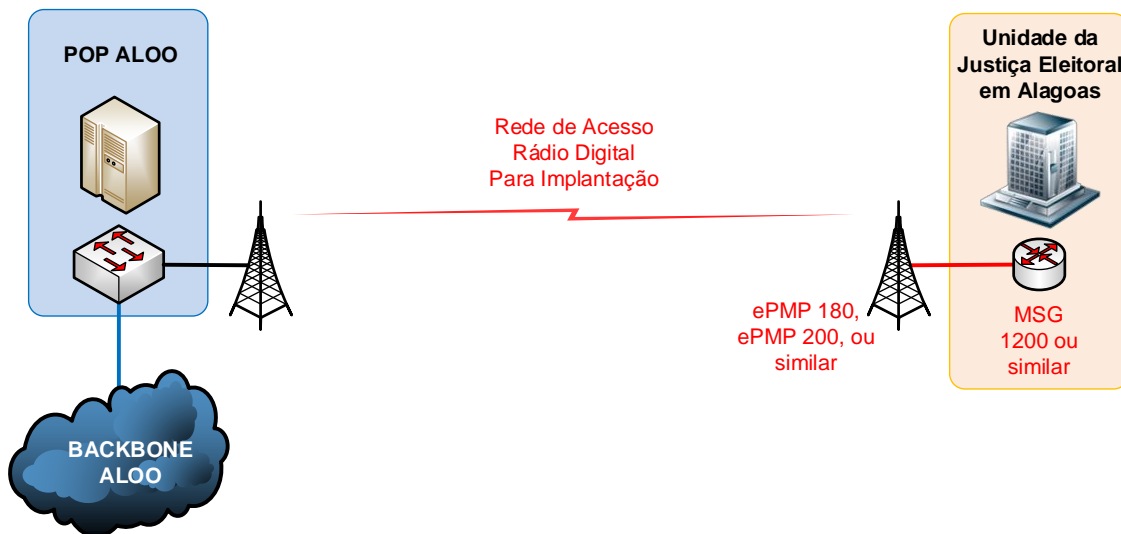 POP ALOO
Unidade da
Justiça Eleitoral
em Alagoas
Rede de Acesso
Rádio Digital
Para Implantação
ePMP 180,
ePMP 200, ou
similar
MSG
1200 ou
similar
BACKBONE
ALOO